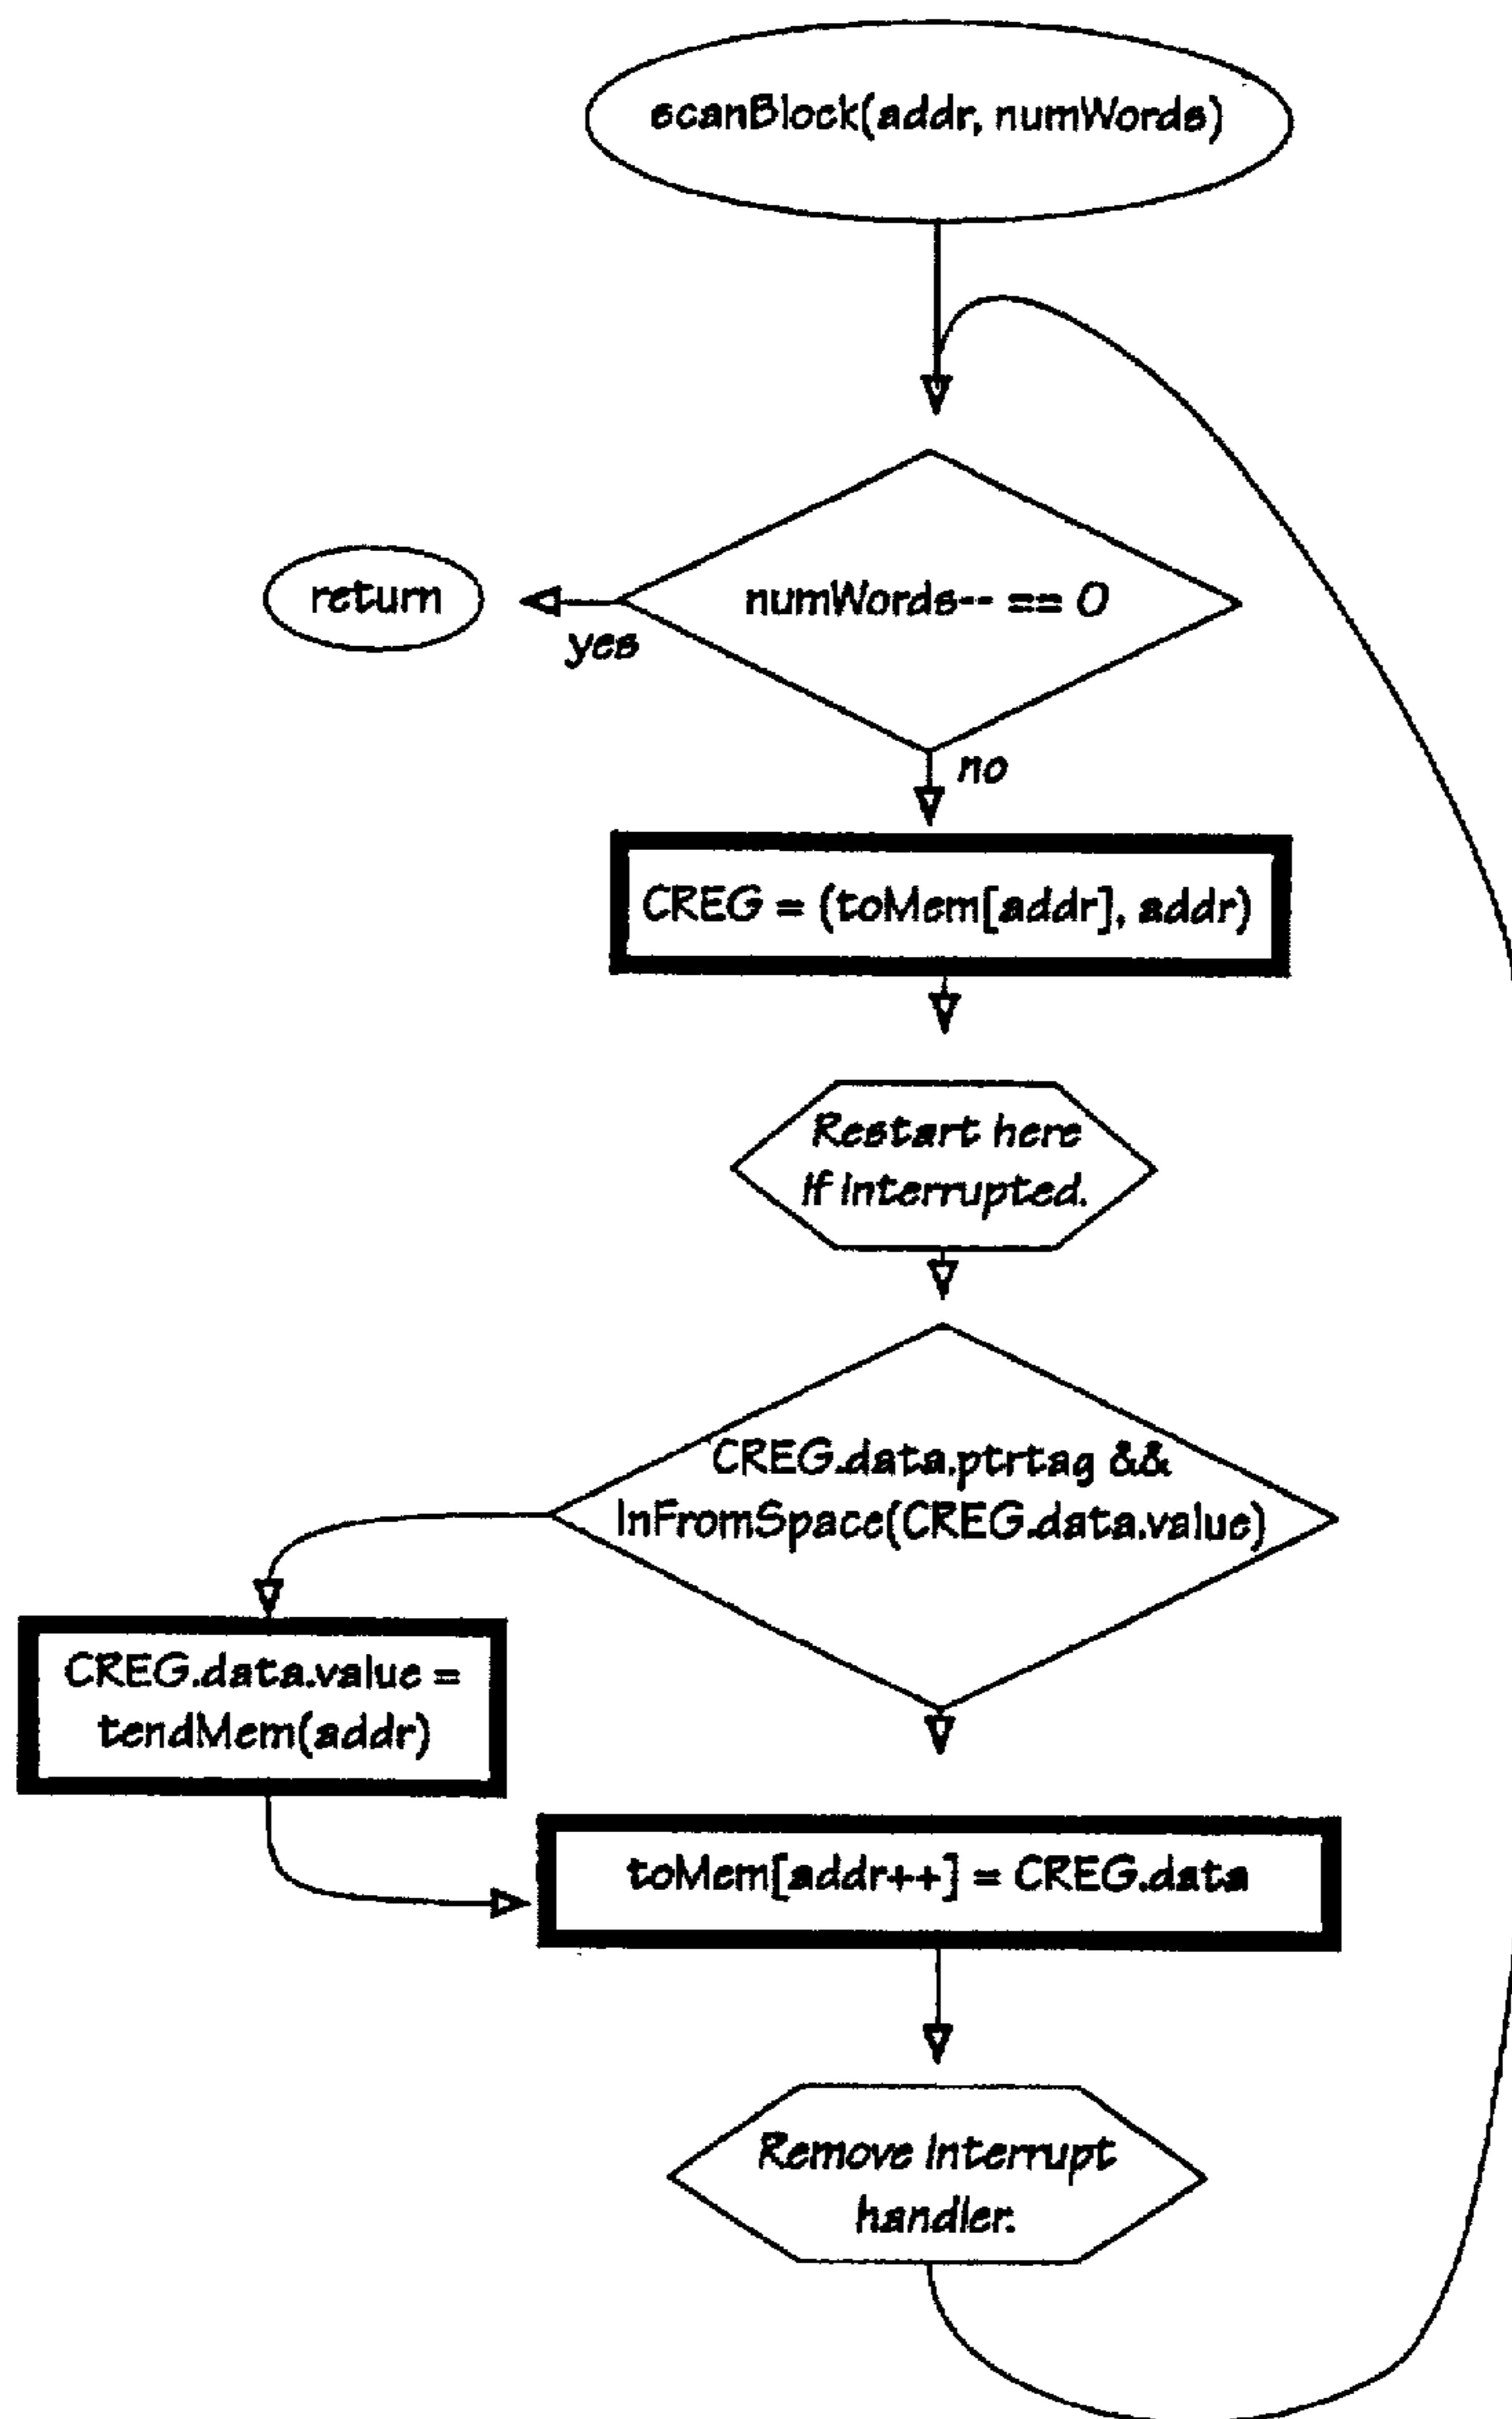 scanBlock(addr, numWords)
numWords-- == 0
return
yes
no
CREG = (toMem[addr], addr)
Restart here
if interrupted.
CREG.data.ptrtag &&
InFromSpace(CREG.data.value)
CREG.data.value =
tendMem(addr)
toMem[addr++] = CREG.data
Remove interrupt
handler.